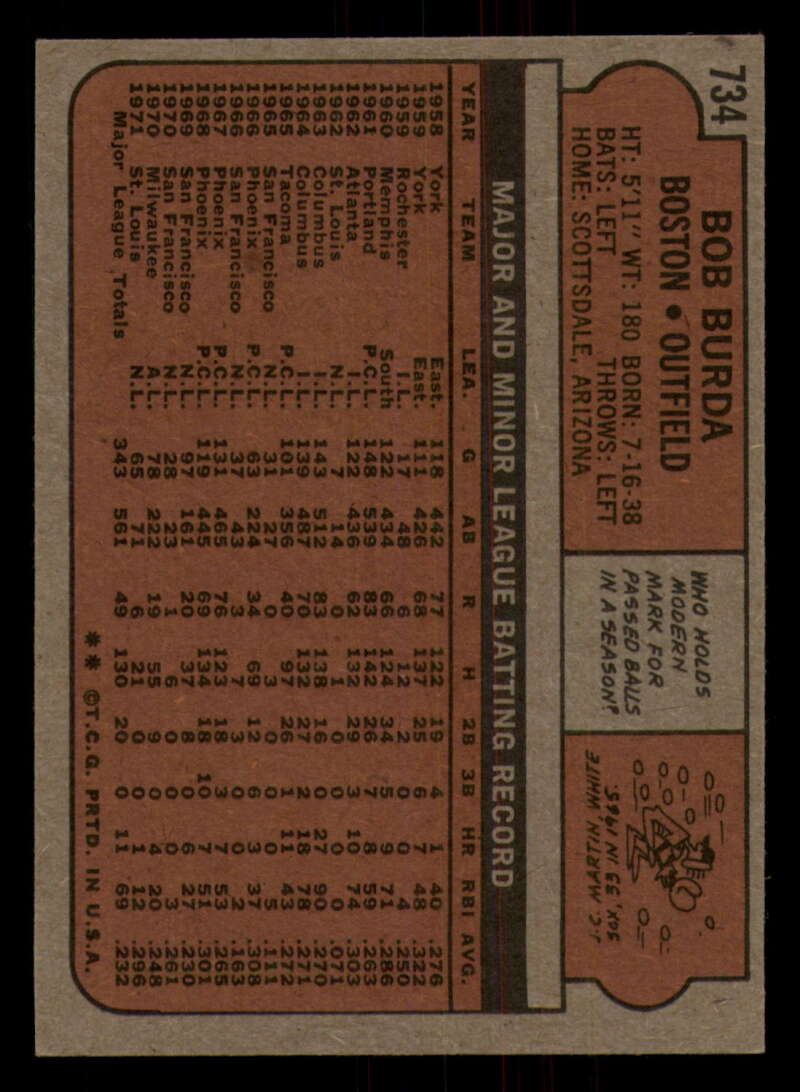 734
BOB BURDA
BOSTON • OUTFIELD
HT: 5'11" WT: 180 BORN: 7-16-38
BATS: LEFT THROWS: LEFT
HOME: SCOTTSDALE, ARIZONA
WHO HOLDS
MODERN
MARK FOR
PASSED BALLS
IN A SEASON?
J.C. MARTIN, WHITE
SOX, 33 IN 1965.
MAJOR AND MINOR LEAGUE BATTING RECORD
YEAR TEAM LEA. G AB R H 2B 3B HR RBI AVG.
1958 York East. 118 442 77 122 19 4 1 40 .276
1959 York East. 111 426 68 137 25 6 7 48 .322
1959 Rochester I.L. 17 48 6 12 2 0 0 4 .250
1960 Memphis South 122 434 66 124 34 5 9 71 .286
1961 Portland P.C.L. 148 539 83 142 26 7 8 59 .263
1962 Atlanta I.L. 122 436 62 132 29 3 10 74 .303
1962 St. Louis N.L. 7 14 0 1 0 0 0 0 .071
1963 Columbus I.L. 143 512 83 138 16 0 27 90 .270
1964 Columbus I.L. 139 487 70 132 27 2 18 78 .271
1965 Tacoma P.C.L. 101 356 40 97 26 1 11 43 .272
1965 San Francisco N.L. 31 27 0 3 0 0 0 5 .111
1966 Phoenix P.C.L. 63 224 34 69 12 6 3 37 .308
1966 San Francisco N.L. 37 43 3 7 3 0 0 2 .163
1967 Phoenix P.C.L. 131 465 76 123 18 3 7 53 .265
1968 Phoenix P.C.L. 119 445 69 134 18 10 7 51 .301
1969 San Francisco N.L. 97 161 20 37 8 0 6 27 .230
1970 San Francisco N.L. 28 23 1 6 0 0 0 3 .261
1970 Milwaukee A.L. 78 222 19 55 9 0 4 20 .248
1971 St. Louis N.L. 65 71 6 21 0 0 1 12 .296
Major League Totals 343 561 49 130 20 0 11 69 .232
** ©T.C.G. PRTD. IN U.S.A.